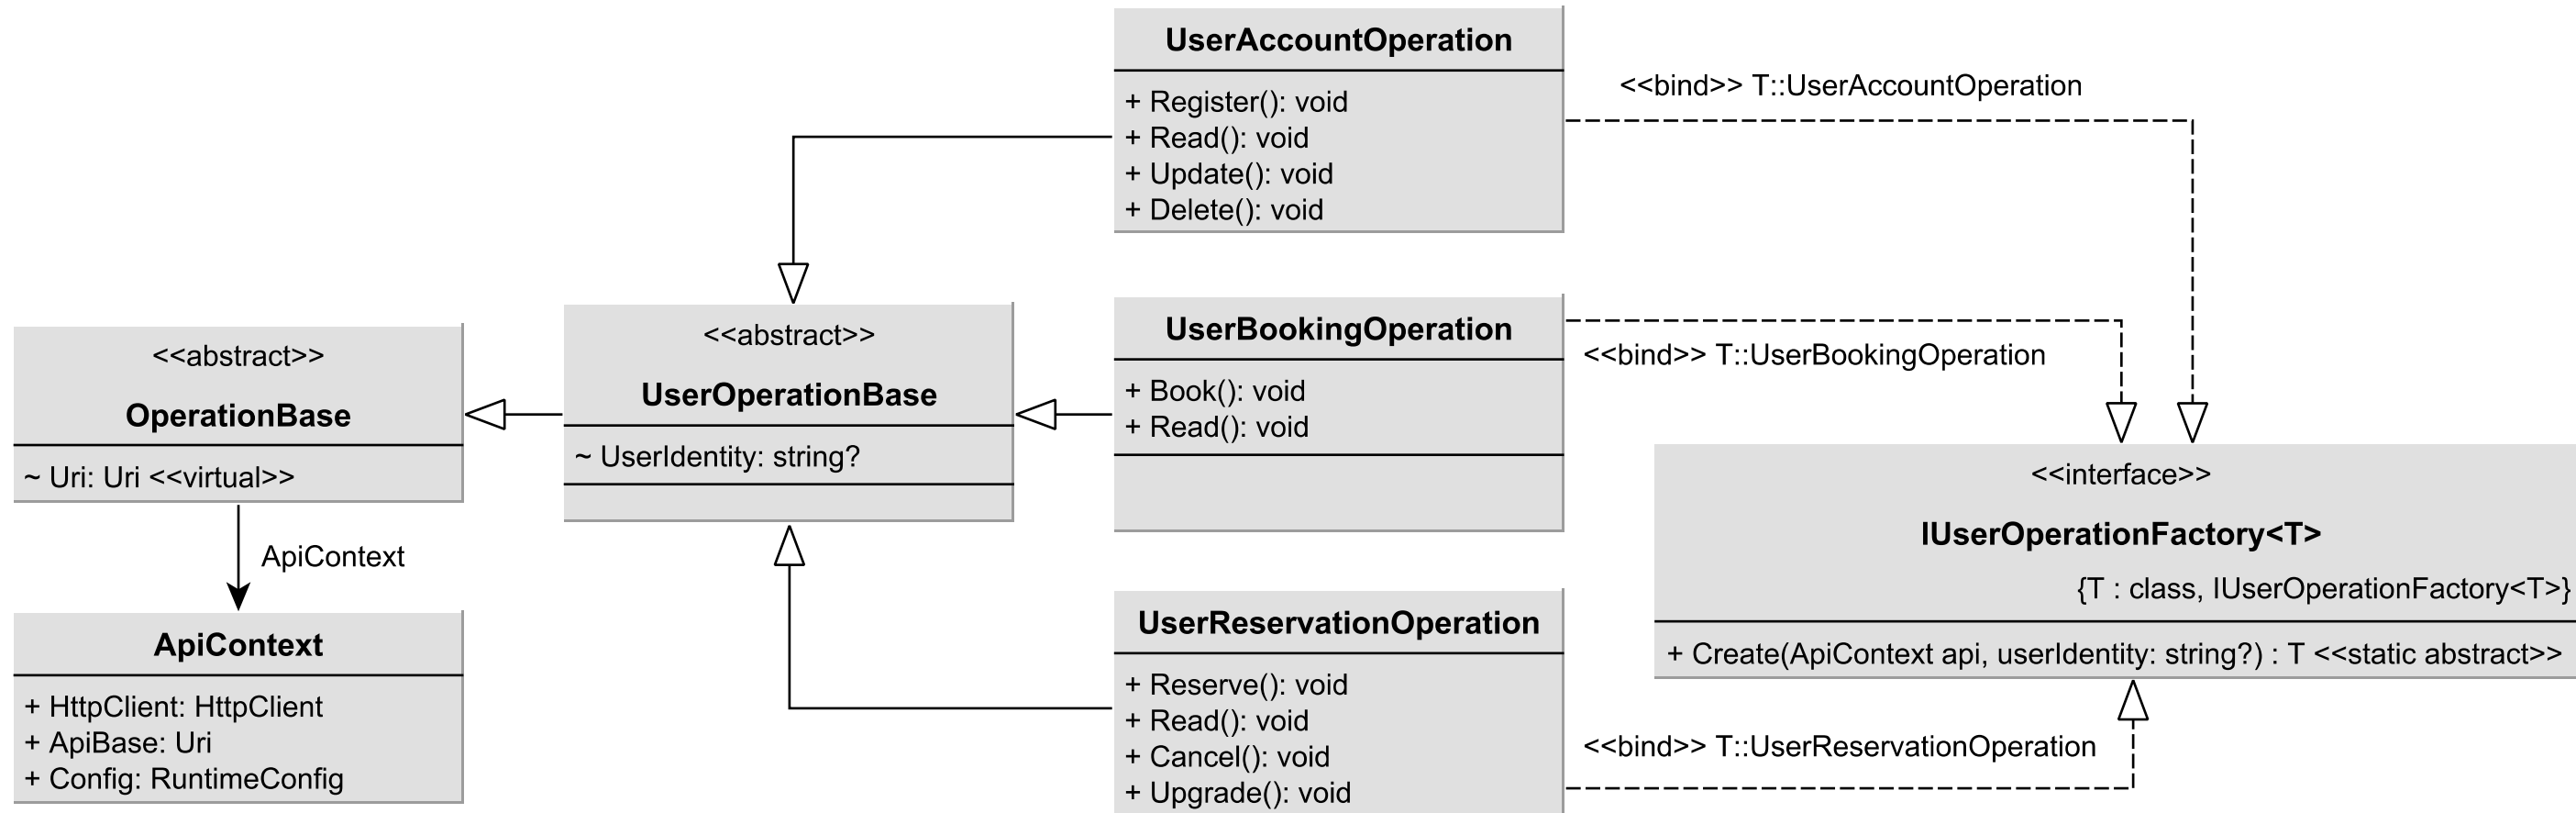 UserAccountOperation
+ Register(): void
+ Read(): void
+ Update(): void
+ Delete(): void
<<bind>> T::UserAccountOperation
<<abstract>>
OperationBase
~ Uri: Uri <<virtual>>
ApiContext
ApiContext
+ HttpClient: HttpClient
+ ApiBase: Uri
+ Config: RuntimeConfig
<<abstract>>
UserOperationBase
~ UserIdentity: string?
UserBookingOperation
+ Book(): void
+ Read(): void
<<bind>> T::UserBookingOperation
UserReservationOperation
+ Reserve(): void
+ Read(): void
+ Cancel(): void
+ Upgrade(): void
<<bind>> T::UserReservationOperation
<<interface>>
IUserOperationFactory<T>
{T : class, IUserOperationFactory<T>}
+ Create(ApiContext api, userIdentity: string?) : T <<static abstract>>